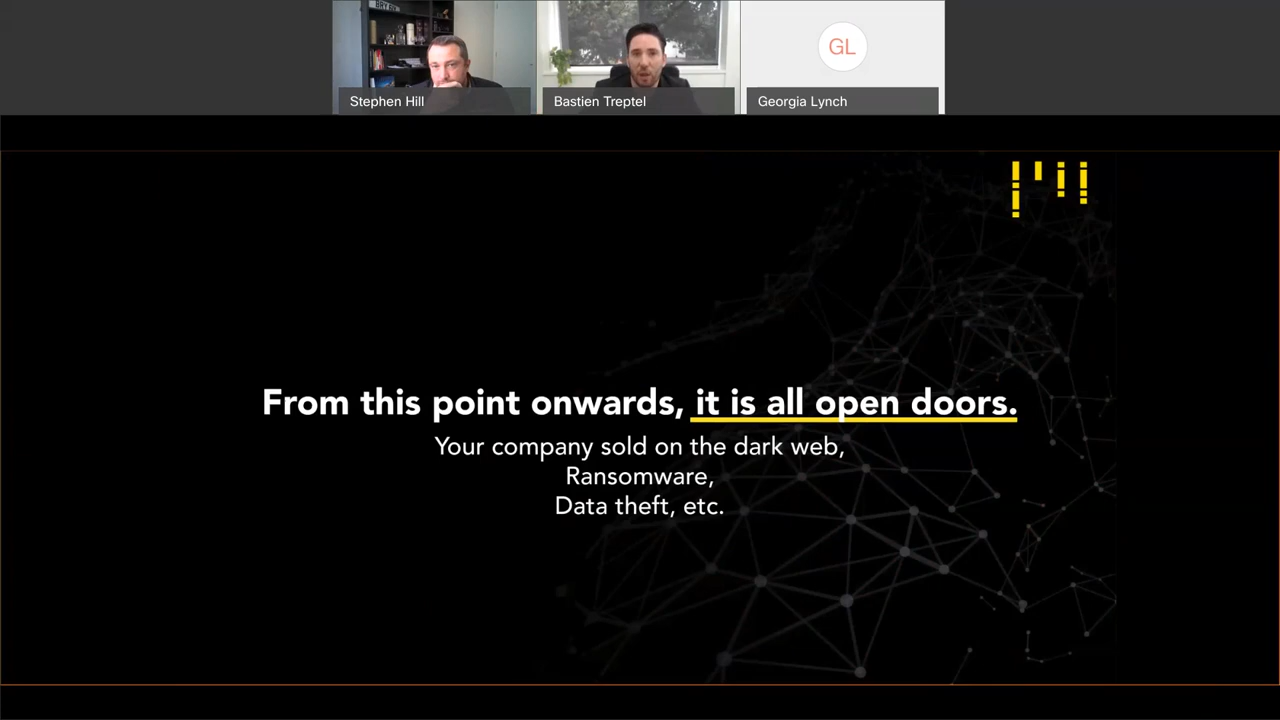 Stephen Hill
Bastien Treptel
GL
Georgia Lynch
From this point onwards, it is all open doors.
Your company sold on the dark web,
Ransomware,
Data theft, etc.